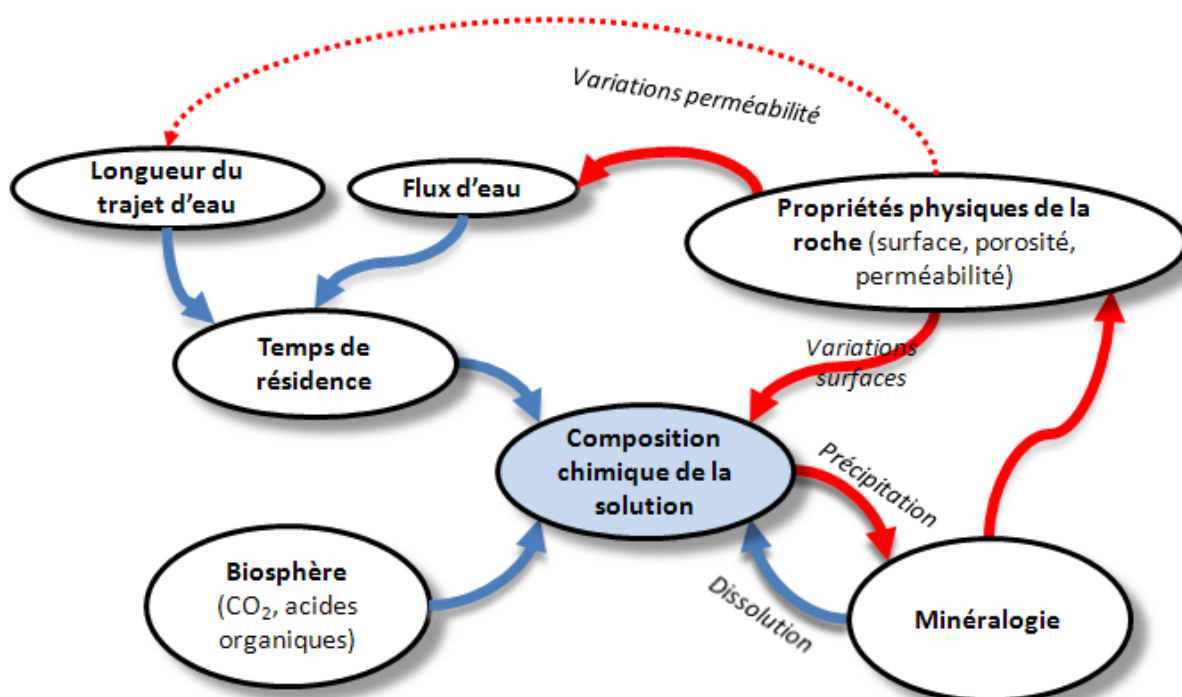 Variations perméabilité
Longueur du
trajet d’eau
Flux d’eau
Propriétés physiques de la
roche (surface, porosité,
perméabilité)
Temps de
résidence
Variations
surfaces
Composition
chimique de la
solution
Précipitation
Biosphère
(CO₂, acides
organiques)
Dissolution
Minéralogie